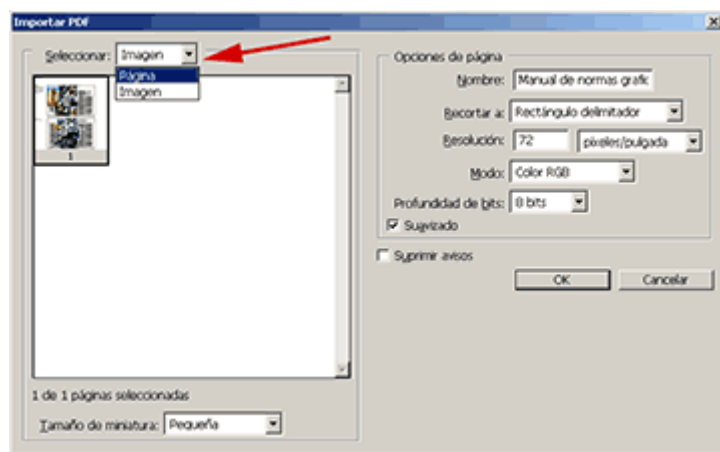 Importar PDF
Seleccionar: Imagen
Página
Imagen
1
1 de 1 páginas seleccionadas
Tamaño de miniatura: Pequeña
Opciones de página
Nombre: Manual de normas grafic
Recortar a: Rectángulo delimitador
Resolución: 72 píxeles/pulgada
Modo: Color RGB
Profundidad de bits: 8 bits
Suavizado
Suprimir avisos
OK Cancelar